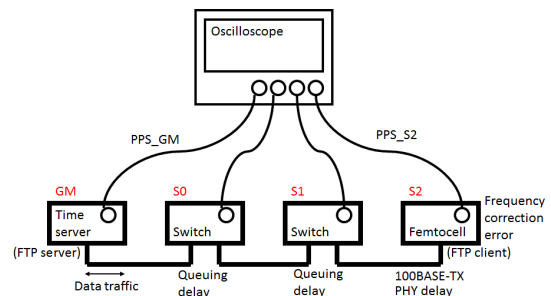 Oscilloscope
PPS_GM
PPS_S2
GM
S0
S1
S2
Time
server
Switch
Switch
Femtocell
Frequency
correction
error
(FTP server)
(FTP client)
Data traffic
Queuing
delay
Queuing
delay
100BASE-TX
PHY delay